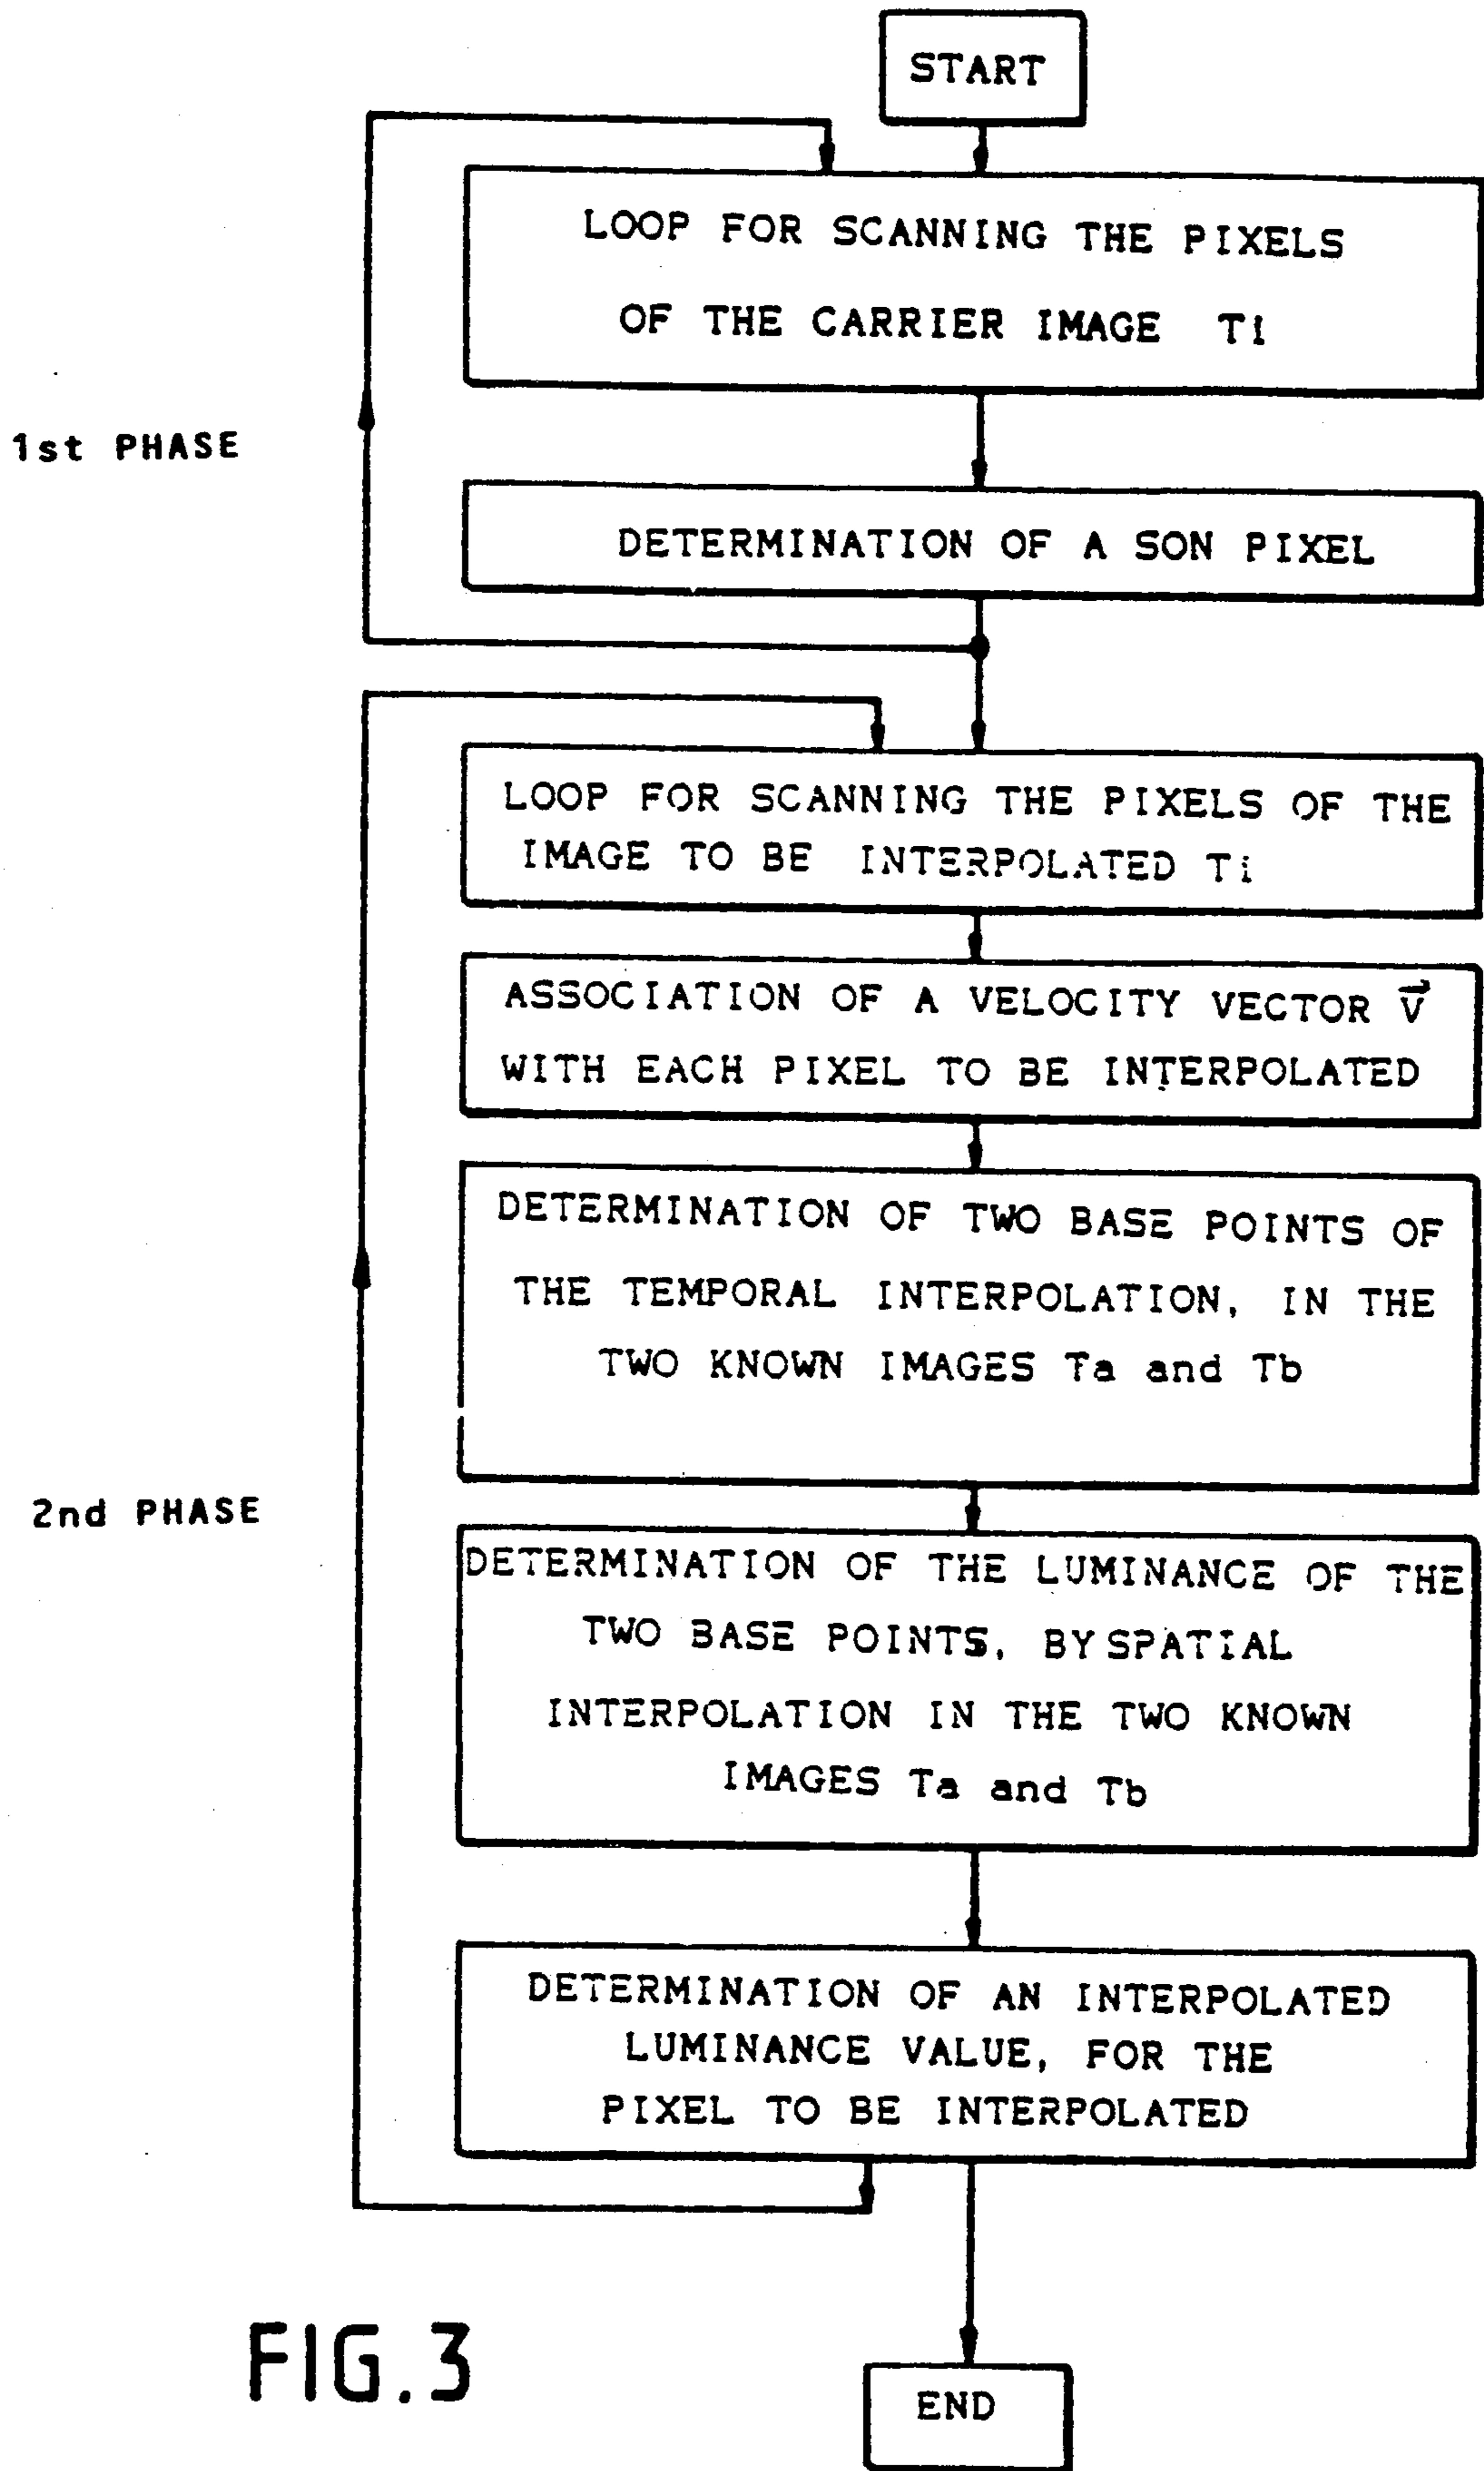 START
LOOP FOR SCANNING THE PIXELS
OF THE CARRIER IMAGE Ti
1st PHASE
DETERMINATION OF A SON PIXEL
LOOP FOR SCANNING THE PIXELS OF THE
IMAGE TO BE INTERPOLATED Ti
ASSOCIATION OF A VELOCITY VECTOR V⃗
WITH EACH PIXEL TO BE INTERPOLATED
DETERMINATION OF TWO BASE POINTS OF
THE TEMPORAL INTERPOLATION, IN THE
TWO KNOWN IMAGES Ta and Tb
2nd PHASE
DETERMINATION OF THE LUMINANCE OF THE
TWO BASE POINTS, BY SPATIAL
INTERPOLATION IN THE TWO KNOWN
IMAGES Ta and Tb
DETERMINATION OF AN INTERPOLATED
LUMINANCE VALUE, FOR THE
PIXEL TO BE INTERPOLATED
FIG.3
END